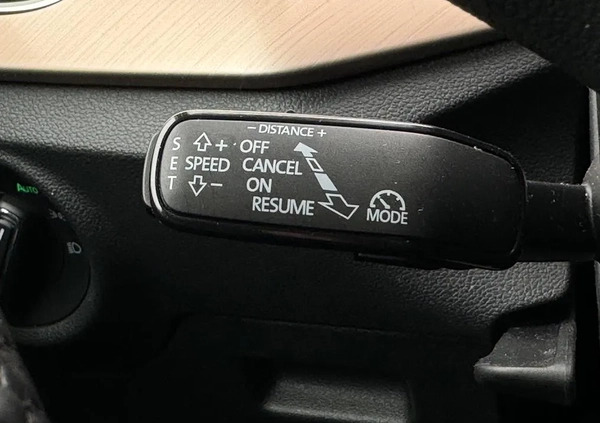 - DISTANCE +
S + OFF
E SPEED CANCEL
T - ON
RESUME
MODE
AUTO